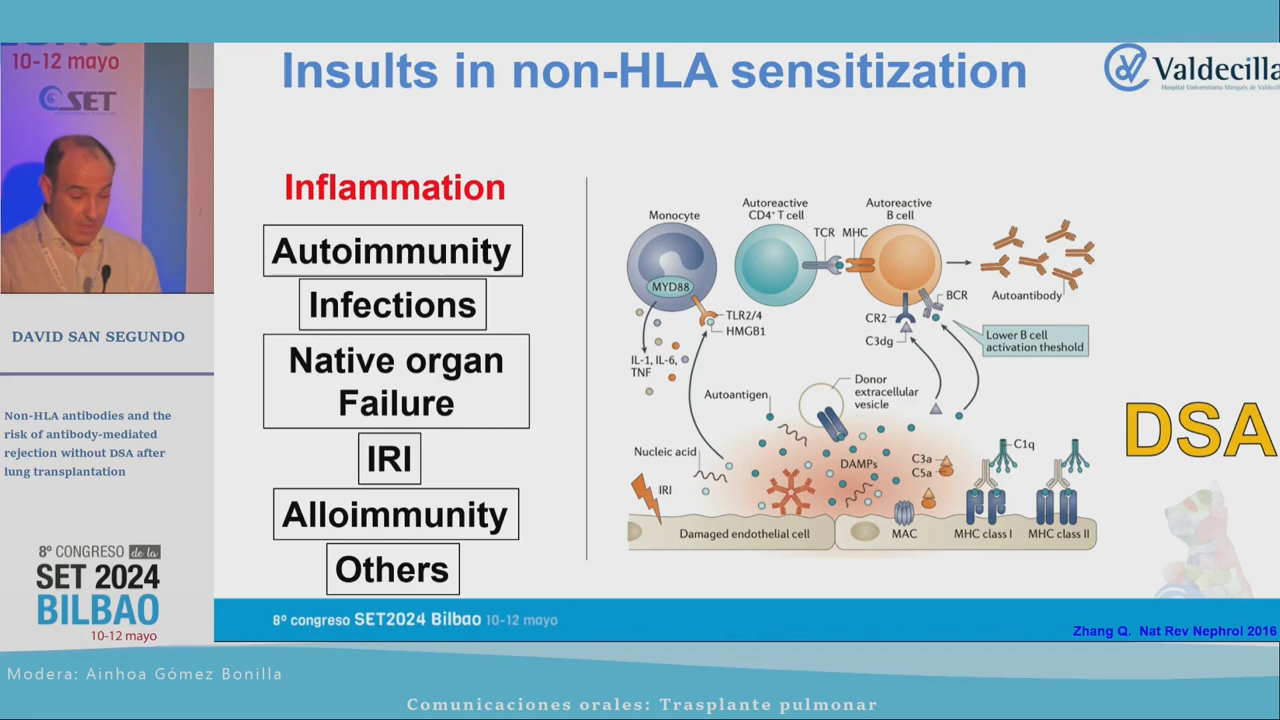 10-12 mayo
SET
DAVID SAN SEGUNDO
Non-HLA antibodies and the
risk of antibody-mediated
rejection without DSA after
lung transplantation
8º CONGRESO de la
SET 2024
BILBAO
10-12 mayo
Insults in non-HLA sensitization
Valdecilla
Hospital Universitario Marqués de Valdecilla
Inflammation
Autoimmunity
Infections
Native organ
Failure
IRI
Alloimmunity
Others
Monocyte
Autoreactive
CD4⁺ T cell
Autoreactive
B cell
TCR
MHC
MYD88
TLR2/4
HMGB1
IL-1, IL-6,
TNF
BCR
CR2
C3dg
Autoantibody
Lower B cell
activation theshold
Autoantigen
Donor
extracellular
vesicle
Nucleic acid
IRI
DAMPs
C3a
C5a
C1q
Damaged endothelial cell
MAC
MHC class I
MHC class II
DSA
8º congreso SET2024 Bilbao 10-12 mayo
Zhang Q. Nat Rev Nephrol 2016
Modera: Ainhoa Gómez Bonilla
Comunicaciones orales: Trasplante pulmonar